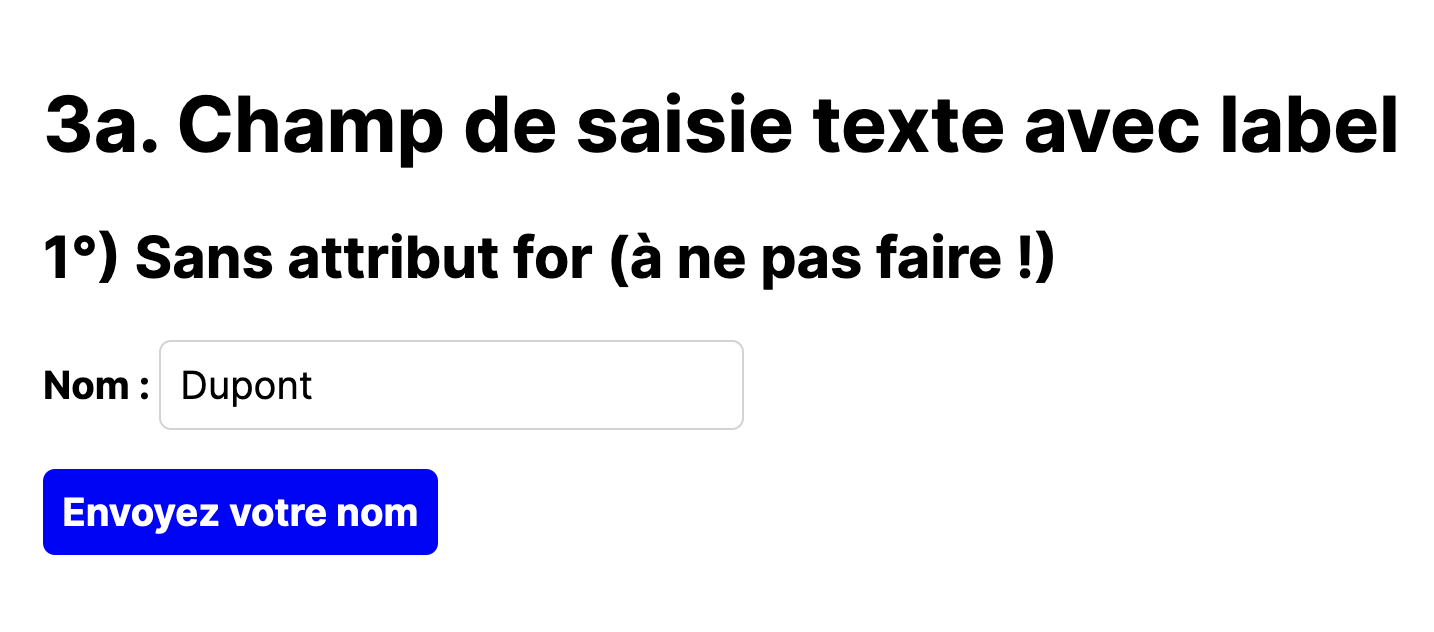 3a. Champ de saisie texte avec label
1°) Sans attribut for (à ne pas faire !)
Nom : Dupont
Envoyez votre nom